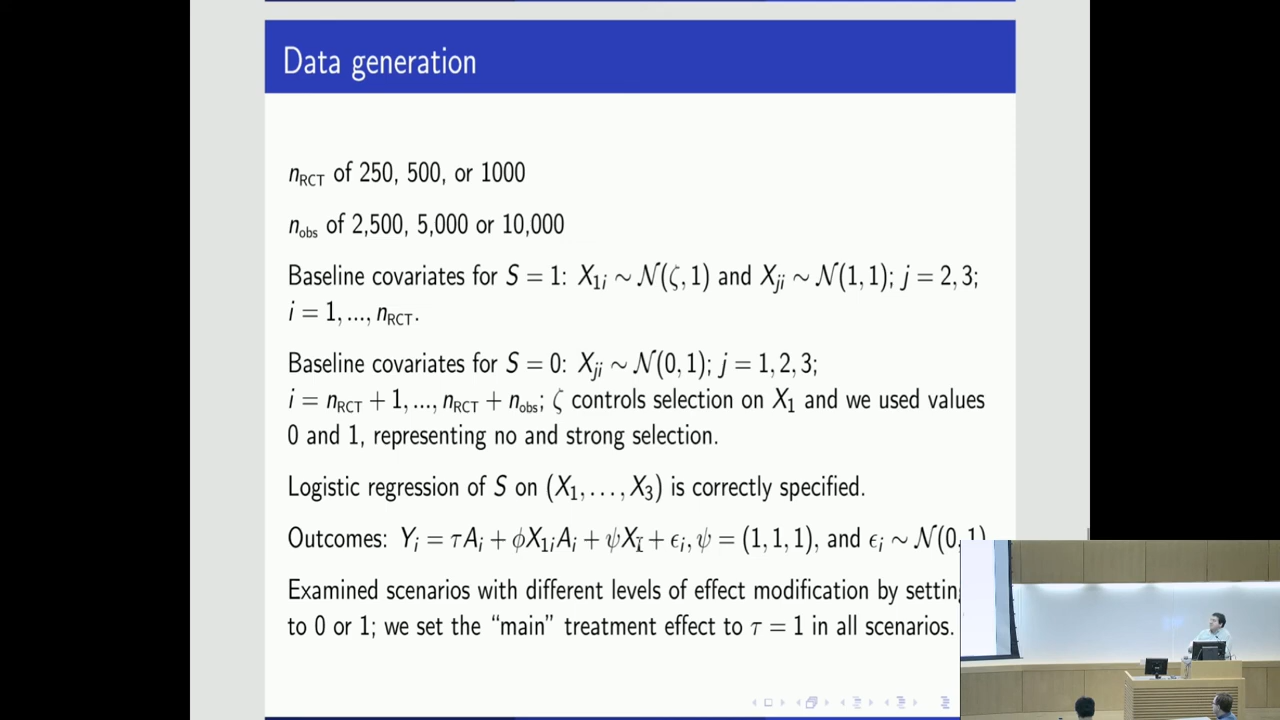 Data generation
n_RCT of 250, 500, or 1000
n_obs of 2,500, 5,000 or 10,000
Baseline covariates for S = 1: X_1i ∼ 𝒩(ζ, 1) and X_ji ∼ 𝒩(1, 1); j = 2, 3;
i = 1, ..., n_RCT.
Baseline covariates for S = 0: X_ji ∼ 𝒩(0, 1); j = 1, 2, 3;
i = n_RCT + 1, ..., n_RCT + n_obs; ζ controls selection on X_1 and we used values
0 and 1, representing no and strong selection.
Logistic regression of S on (X_1, . . . , X_3) is correctly specified.
Outcomes: Y_i = τA_i + ϕX_1iA_i + ψX_i + ϵ_i, ψ = (1, 1, 1), and ϵ_i ∼ 𝒩(0, 1)
Examined scenarios with different levels of effect modification by
to 0 or 1; we set the “main” treatment effect to τ = 1 in all scenarios.